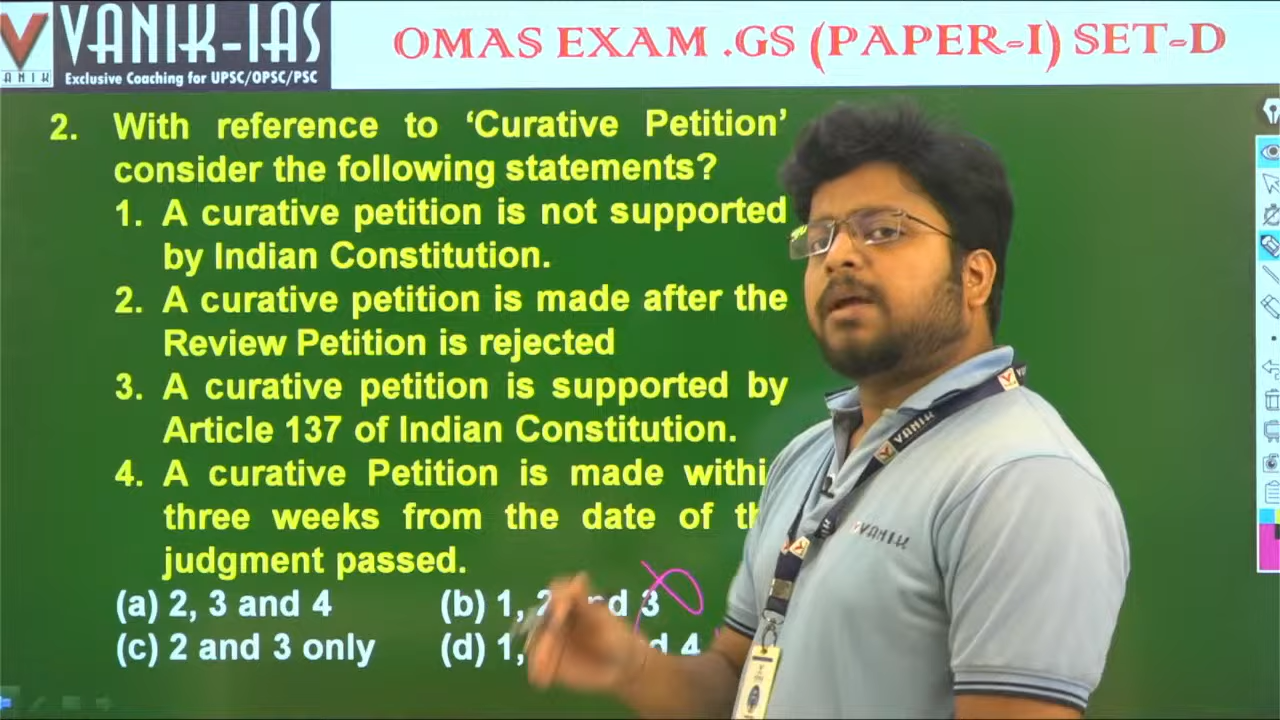 VANIK-IAS
VANIK
Exclusive Coaching for UPSC/OPSC/PSC
OMAS EXAM .GS (PAPER-I) SET-D
2. With reference to ‘Curative Petition’
consider the following statements?
1. A curative petition is not supported
by Indian Constitution.
2. A curative petition is made after the
Review Petition is rejected
3. A curative petition is supported by
Article 137 of Indian Constitution.
4. A curative Petition is made
three weeks from the date of
judgment passed.
(a) 2, 3 and 4 (b) 1, 3
(c) 2 and 3 only (d) 1, 4
VANIK
VANIK